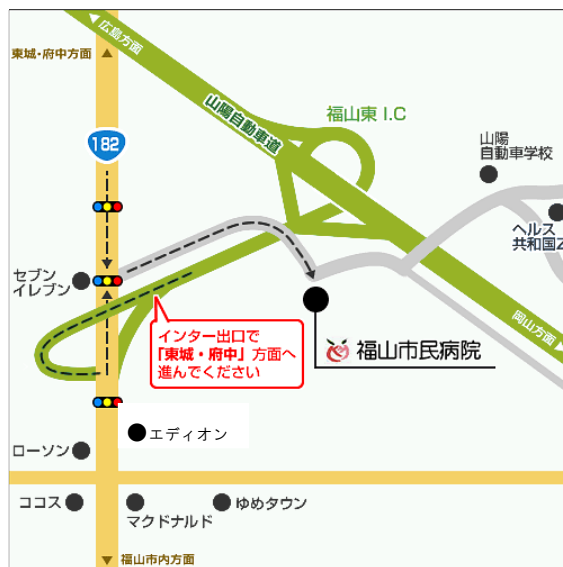 広島方面
東城・府中方面
山陽自動車道
福山東 I.C
182
山陽
自動車学校
ヘルス
共和国Z
セブン
イレブン
インター出口で
「東城・府中」方面へ
進んでください
岡山方面
福山市民病院
エディオン
ローソン
ココス
マクドナルド
ゆめタウン
福山市内方面